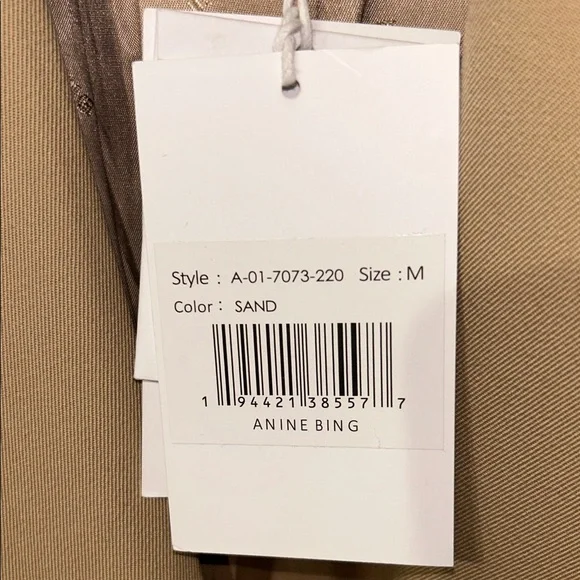 Style : A-01-7073-220 Size : M
Color : SAND
1 94421 38557 7
ANINE BING